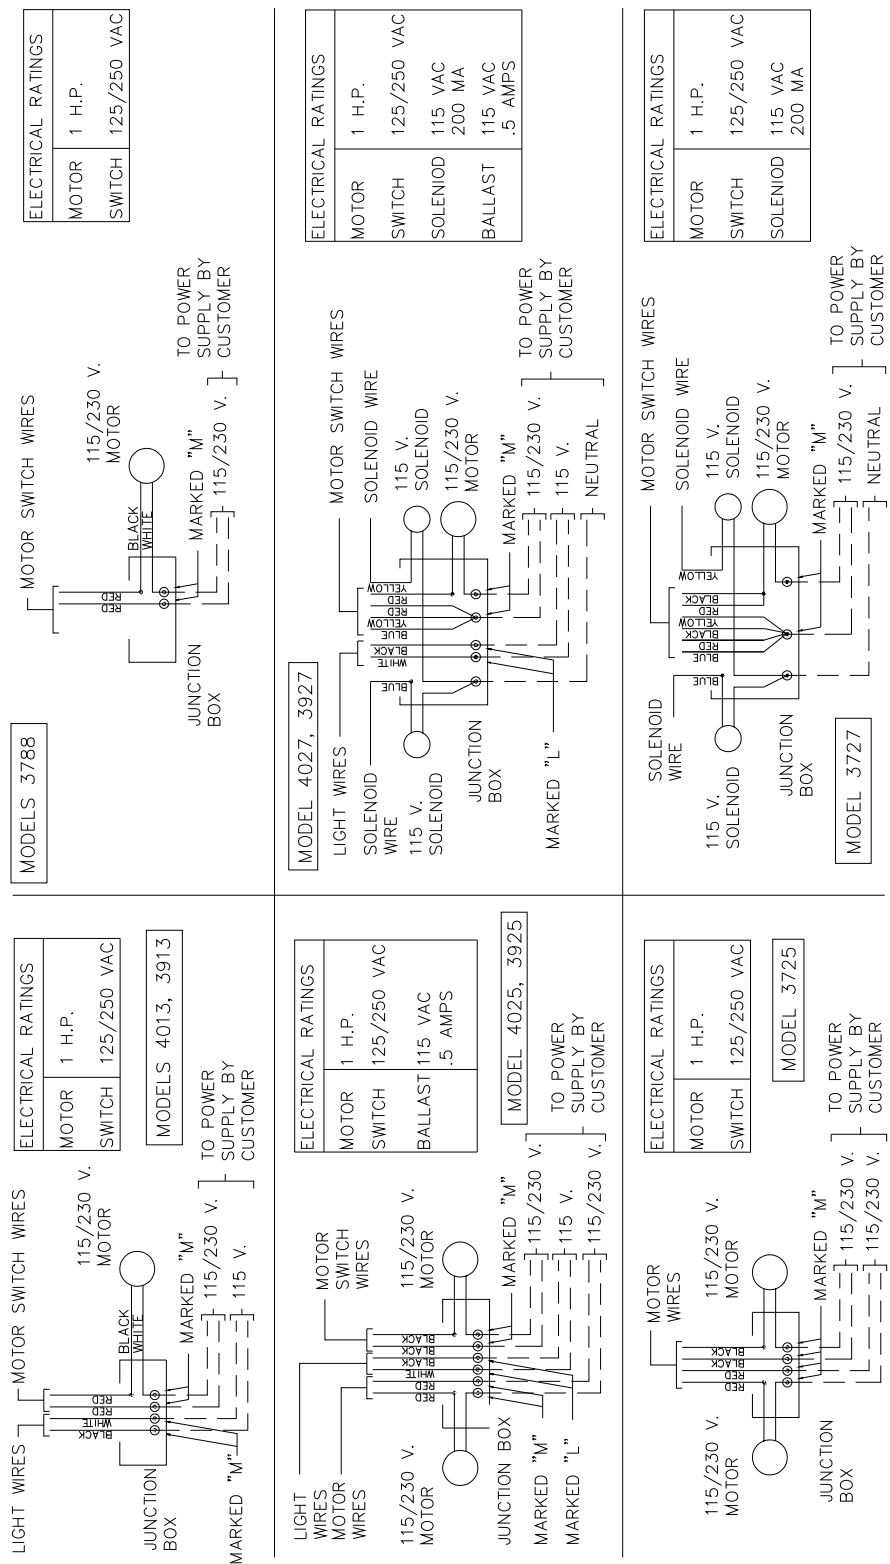 LIGHT WIRES
MOTOR SWITCH WIRES
ELECTRICAL RATINGS
MOTOR 1 H.P.
SWITCH 125/250 VAC
115/230 V.
MOTOR
RED
RED
WHITE
BLACK
BLACK
WHITE
MODELS 4013, 3913
JUNCTION
BOX
MARKED "M"
115/230 V.
115 V.
TO POWER
SUPPLY BY
CUSTOMER
MARKED "M"
MODELS 3788
MOTOR SWITCH WIRES
ELECTRICAL RATINGS
MOTOR 1 H.P.
SWITCH 125/250 VAC
115/230 V.
MOTOR
RED
RED
BLACK
WHITE
JUNCTION
BOX
MARKED "M"
115/230 V.
TO POWER
SUPPLY BY
CUSTOMER
LIGHT
WIRES
MOTOR
WIRES
MOTOR
SWITCH
WIRES
ELECTRICAL RATINGS
MOTOR 1 H.P.
SWITCH 125/250 VAC
BALLAST 115 VAC
.5 AMPS
115/230 V.
MOTOR
BLACK
BLACK
BLACK
WHITE
RED
RED
115/230 V.
MOTOR
MODEL 4025, 3925
JUNCTION BOX
MARKED "M"
MARKED "M"
MARKED "L"
115/230 V.
115 V.
115/230 V.
TO POWER
SUPPLY BY
CUSTOMER
MODEL 4027, 3927
LIGHT WIRES
MOTOR SWITCH WIRES
ELECTRICAL RATINGS
MOTOR 1 H.P.
SWITCH 125/250 VAC
SOLENIOD 115 VAC
200 MA
BALLAST 115 VAC
.5 AMPS
SOLENOID
WIRE
SOLENOID WIRE
115 V.
SOLENOID
YELLOW
RED
RED
YELLOW
BLUE
BLACK
WHITE
BLUE
115 V.
SOLENOID
115/230 V.
MOTOR
JUNCTION
BOX
MARKED "M"
MARKED "L"
115/230 V.
115 V.
NEUTRAL
TO POWER
SUPPLY BY
CUSTOMER
MOTOR
WIRES
ELECTRICAL RATINGS
MOTOR 1 H.P.
SWITCH 125/250 VAC
115/230 V.
MOTOR
BLACK
BLACK
RED
RED
115/230 V.
MOTOR
MODEL 3725
JUNCTION
BOX
MARKED "M"
115/230 V.
115/230 V.
TO POWER
SUPPLY BY
CUSTOMER
MOTOR SWITCH WIRES
SOLENOID
WIRE
SOLENOID WIRE
ELECTRICAL RATINGS
MOTOR 1 H.P.
SWITCH 125/250 VAC
SOLENIOD 115 VAC
200 MA
115 V.
SOLENOID
YELLOW
BLACK
RED
YELLOW
BLACK
RED
BLUE
BLUE
115 V.
SOLENOID
115/230 V.
MOTOR
JUNCTION
BOX
MARKED "M"
MODEL 3727
115/230 V.
NEUTRAL
TO POWER
SUPPLY BY
CUSTOMER